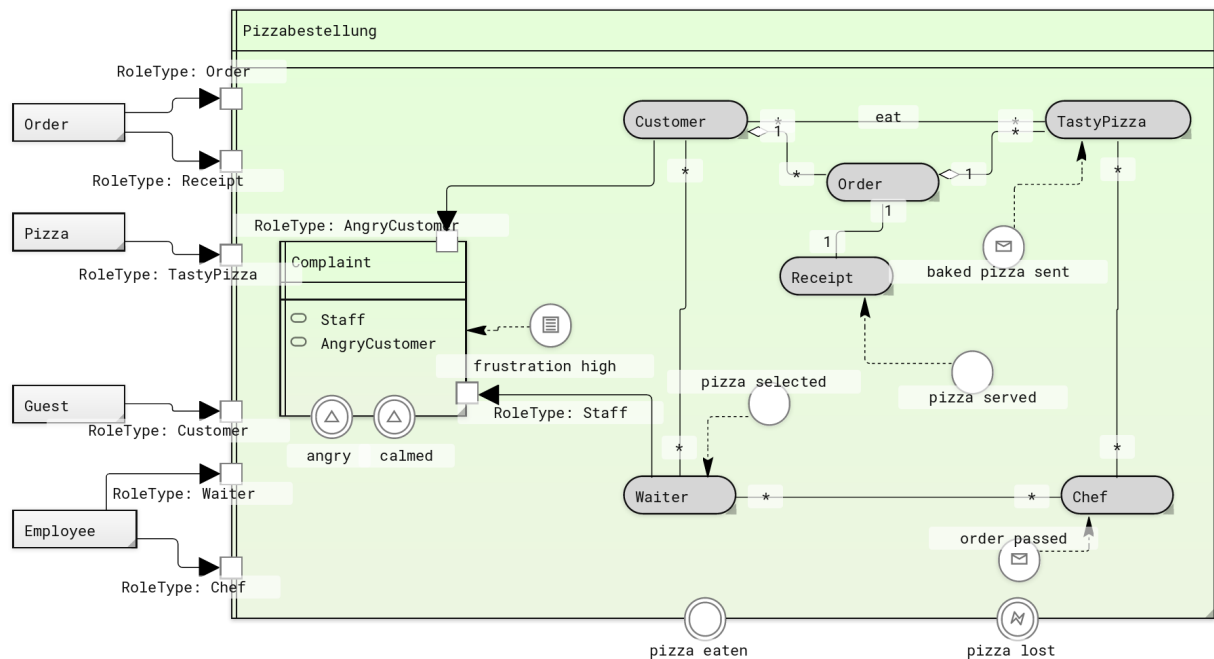 Pizzabestellung
RoleType: Order
Order
RoleType: Receipt
Pizza
RoleType: TastyPizza
Guest
RoleType: Customer
RoleType: Waiter
Employee
RoleType: Chef
RoleType: AngryCustomer
Complaint
Staff
AngryCustomer
angry
calmed
frustration high
RoleType: Staff
Customer
*
1
eat
*
*
TastyPizza
*
Order
1
*
*
1
1
Receipt
baked pizza sent
pizza selected
pizza served
*
*
Waiter
*
*
Chef
order passed
pizza eaten
pizza lost